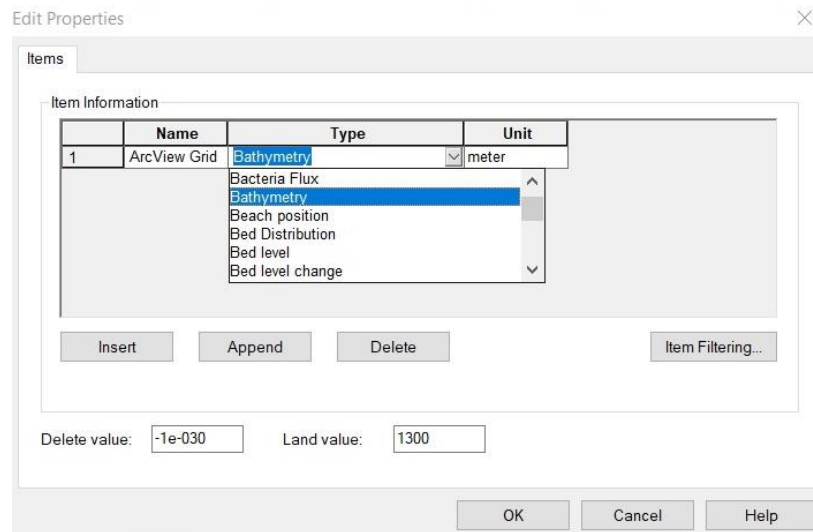 Edit Properties
Items
Item Information
Name Type Unit
1 ArcView Grid Bathymetry meter
Bacteria Flux
Bathymetry
Beach position
Bed Distribution
Bed level
Bed level change
Insert Append Delete Item Filtering...
Delete value: -1e-030 Land value: 1300
OK Cancel Help